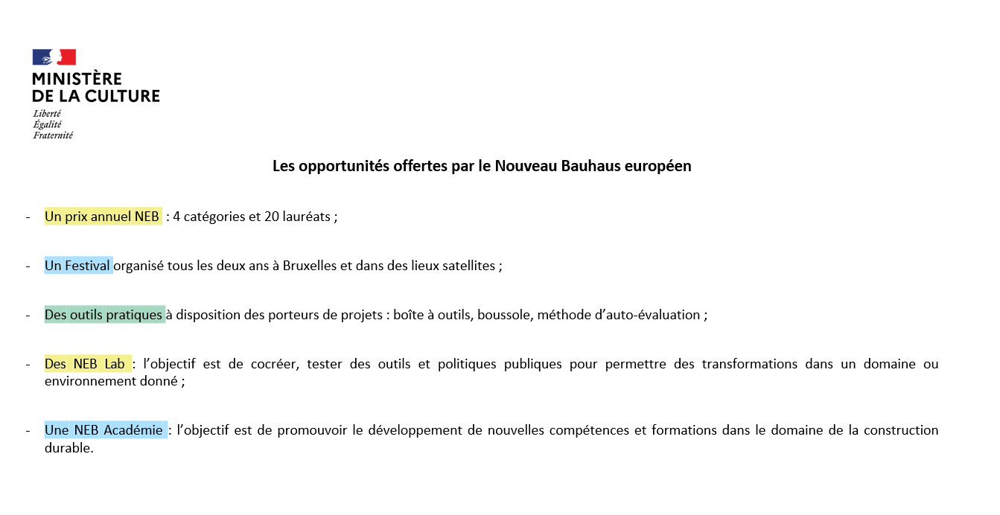 MINISTÈRE
DE LA CULTURE
Liberté
Égalité
Fraternité
Les opportunités offertes par le Nouveau Bauhaus européen
- Un prix annuel NEB : 4 catégories et 20 lauréats ;
- Un Festival organisé tous les deux ans à Bruxelles et dans des lieux satellites ;
- Des outils pratiques à disposition des porteurs de projets : boîte à outils, boussole, méthode d’auto-évaluation ;
- Des NEB Lab : l’objectif est de cocréer, tester des outils et politiques publiques pour permettre des transformations dans un domaine ou
environnement donné ;
- Une NEB Académie : l’objectif est de promouvoir le développement de nouvelles compétences et formations dans le domaine de la construction
durable.